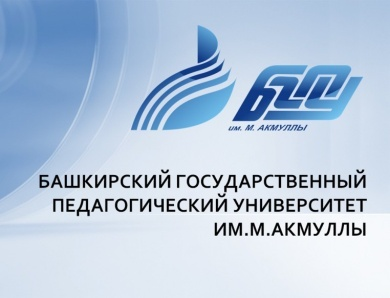 БГПУ
им. М. АКМУЛЛЫ
БАШКИРСКИЙ ГОСУДАРСТВЕННЫЙ
ПЕДАГОГИЧЕСКИЙ УНИВЕРСИТЕТ
ИМ.М.АКМУЛЛЫ